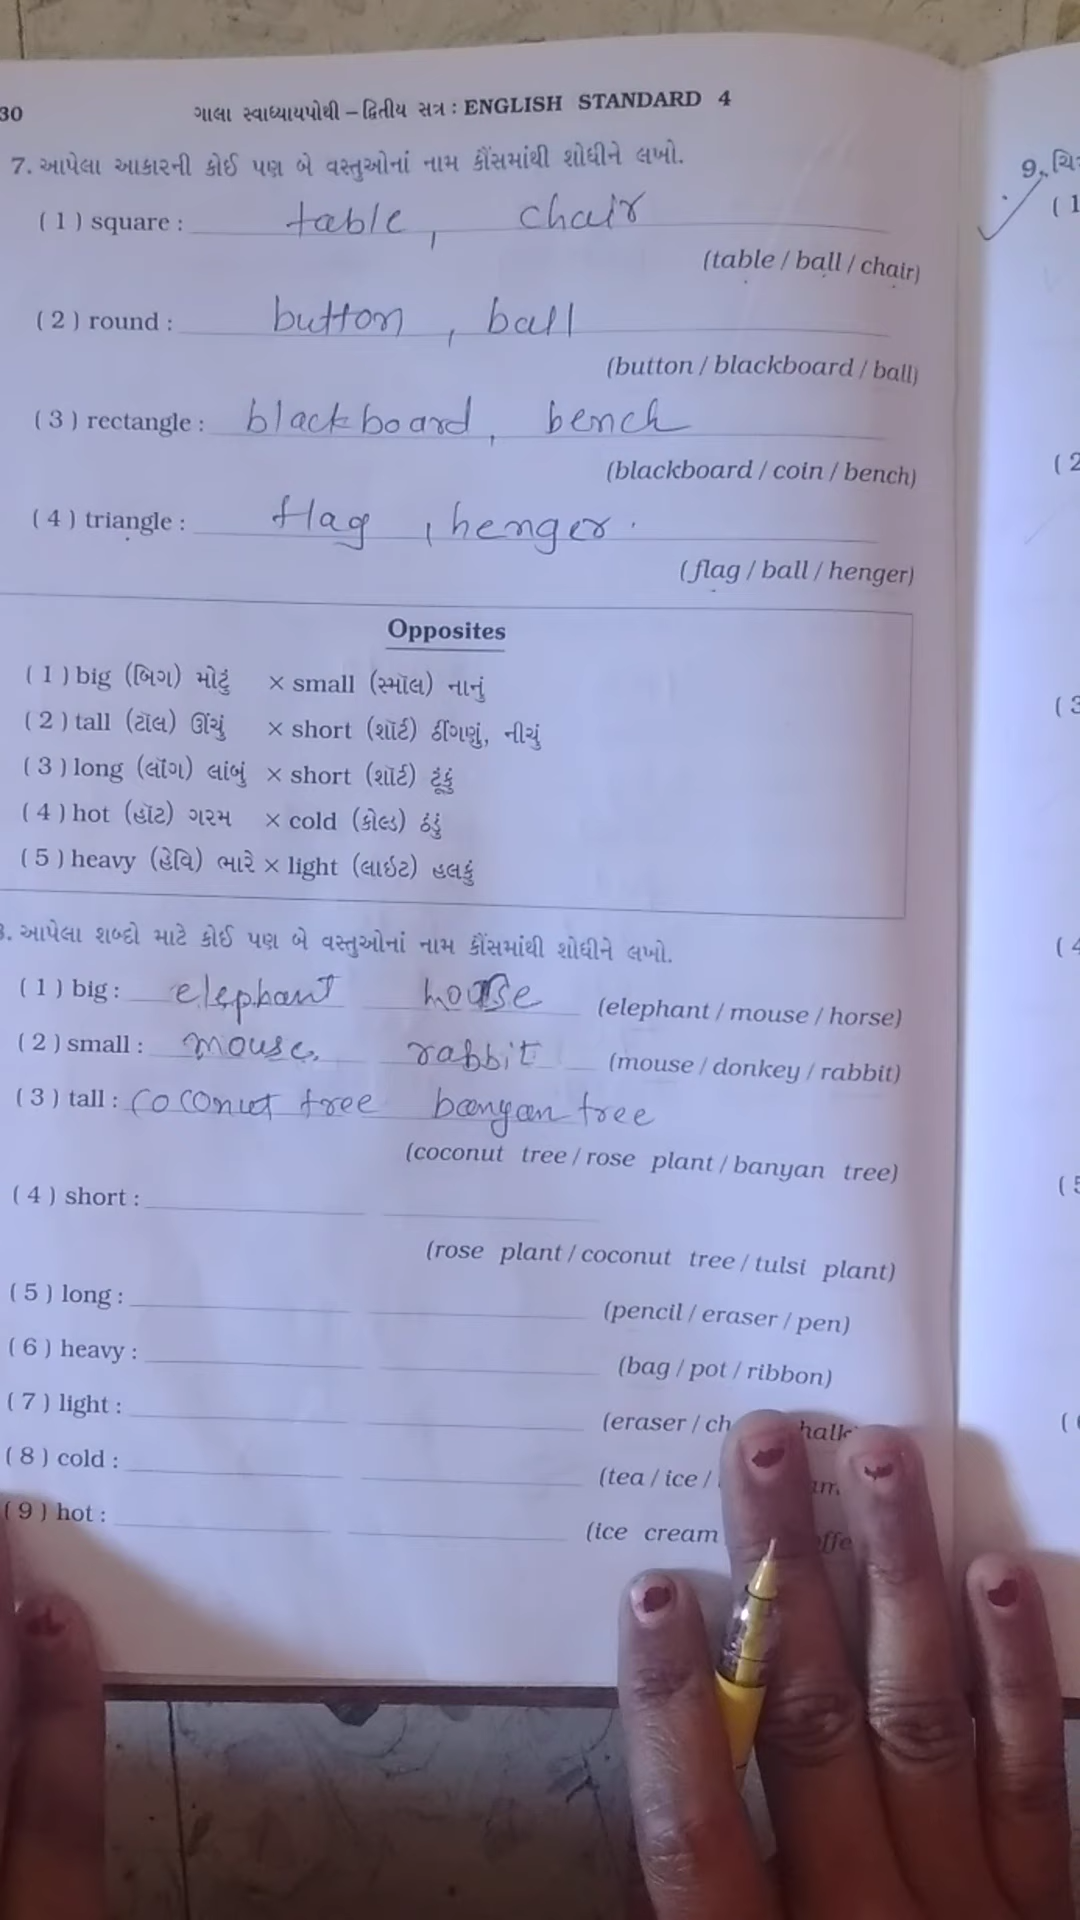 30 ગાલા સ્વાધ્યાયપોથી – દ્વિતીય સત્ર : ENGLISH STANDARD 4
7. આપેલા આકારની કોઈ પણ બે વસ્તુઓનાં નામ કૌંસમાંથી શોધીને લખો.
( 1 ) square : table , chair
(table / ball / chair)
( 2 ) round : button , ball
(button / blackboard / ball)
( 3 ) rectangle : blackboard , bench
(blackboard / coin / bench)
( 4 ) triangle : flag , henger .
(flag / ball / henger)
Opposites
( 1 ) big (બિગ) મોટું × small (સ્મૉલ) નાનું
( 2 ) tall (ટૉલ) ઊંચું × short (શૉર્ટ) ઠીંગણું, નીચું
( 3 ) long (લૉંગ) લાંબું × short (શૉર્ટ) ટૂંકું
( 4 ) hot (હૉટ) ગરમ × cold (કોલ્ડ) ઠંડું
( 5 ) heavy (હેવિ) ભારે × light (લાઇટ) હલકું
આપેલા શબ્દો માટે કોઈ પણ બે વસ્તુઓનાં નામ કૌંસમાંથી શોધીને લખો.
( 1 ) big : elephant horse (elephant / mouse / horse)
( 2 ) small : mouse, rabbit (mouse / donkey / rabbit)
( 3 ) tall : coconut tree banyan tree
(coconut tree / rose plant / banyan tree)
( 4 ) short :
(rose plant / coconut tree / tulsi plant)
( 5 ) long : (pencil / eraser / pen)
( 6 ) heavy : (bag / pot / ribbon)
( 7 ) light : (eraser /
( 8 ) cold : (tea / ice /
( 9 ) hot : (ice cream
9.
( 1
( 2
( 3
( 4
( 5